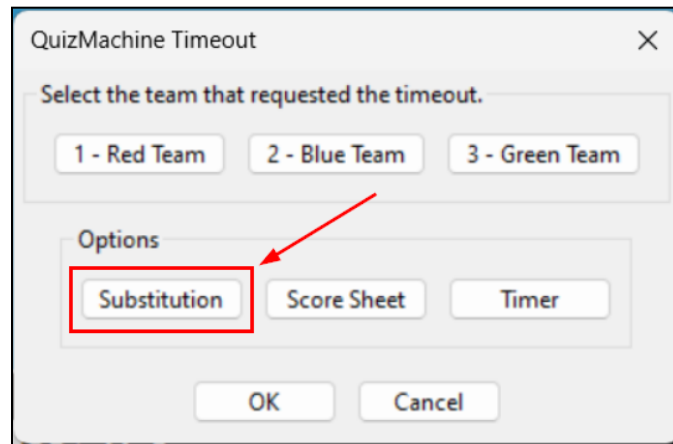 QuizMachine Timeout
Select the team that requested the timeout.
1 - Red Team 2 - Blue Team 3 - Green Team
Options
Substitution Score Sheet Timer
OK Cancel